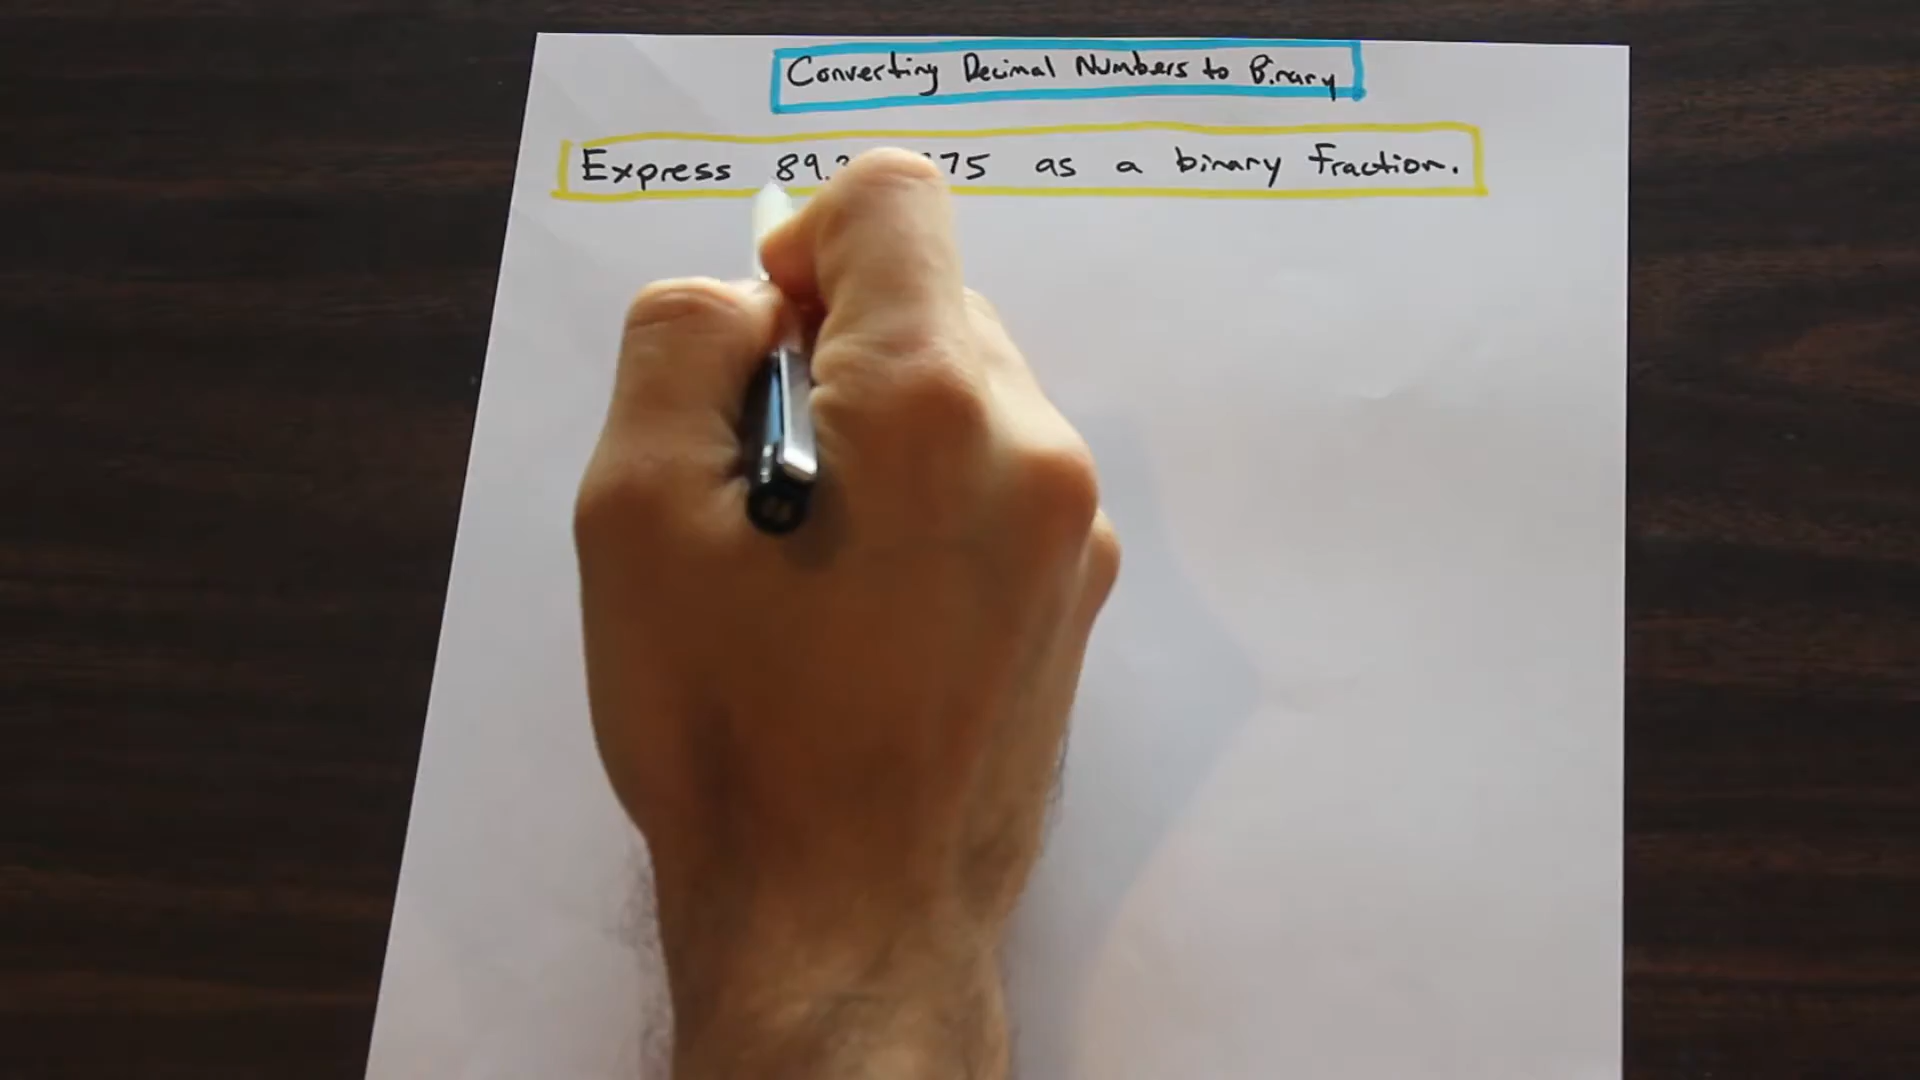 Converting Decimal Numbers to Binary
Express 89. 75 as a binary fraction.